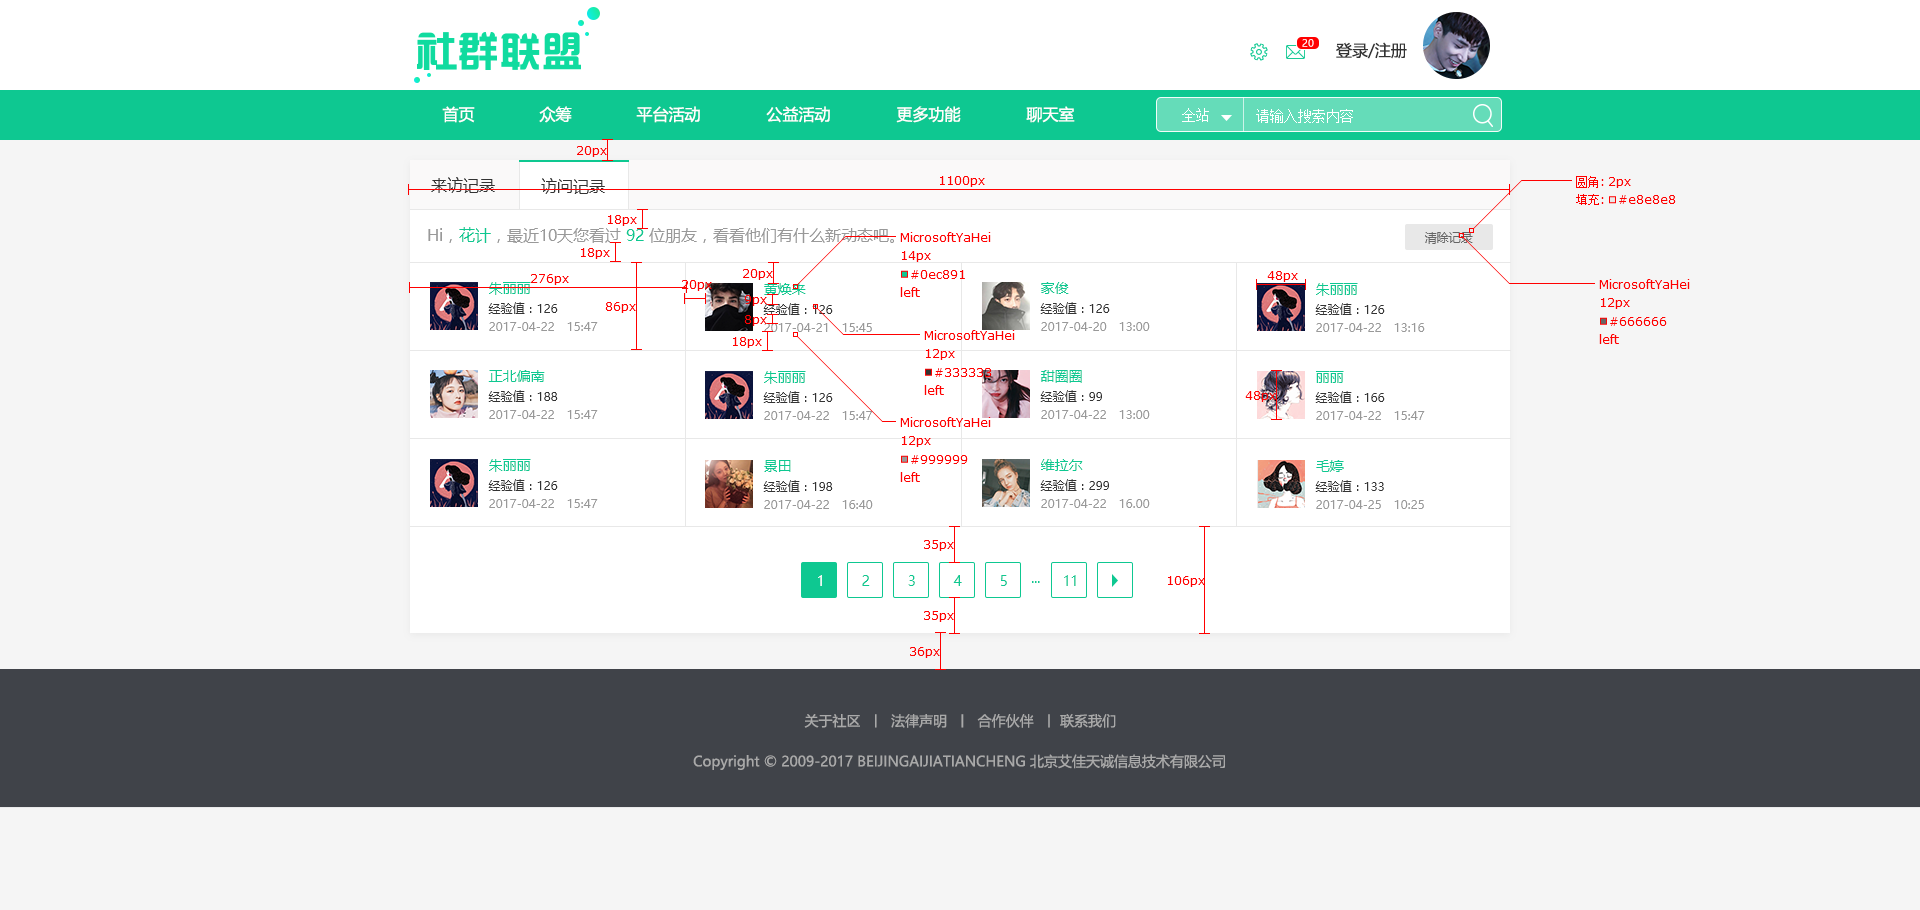 社群联盟
20
登录/注册
首页
众筹
平台活动
公益活动
更多功能
聊天室
全站
请输入搜索内容
20px
来访记录
访问记录
1100px
圆角: 2px
填充: #e8e8e8
18px
Hi，花计，最近10天您看过 92 位朋友，看看他们有什么新动态吧。
清除记录
18px
MicrosoftYaHei
14px
#0ec891
left
276px
86px
20px
20px
8px
18px
48px
MicrosoftYaHei
12px
#666666
left
朱丽丽
经验值：126
2017-04-22 15:47
黄焕来
经验值：126
2017-04-21 15:45
家俊
经验值：126
2017-04-20 13:00
朱丽丽
经验值：126
2017-04-22 13:16
MicrosoftYaHei
12px
#333333
left
正北偏南
经验值：188
2017-04-22 15:47
朱丽丽
经验值：126
2017-04-22 15:47
甜圈圈
经验值：99
2017-04-22 13:00
48px
丽丽
经验值：166
2017-04-22 15:47
MicrosoftYaHei
12px
#999999
left
朱丽丽
经验值：126
2017-04-22 15:47
景田
经验值：198
2017-04-22 16:40
维拉尔
经验值：299
2017-04-22 16.00
毛婷
经验值：133
2017-04-25 10:25
35px
106px
1 2 3 4 5 ... 11
35px
36px
关于社区 | 法律声明 | 合作伙伴 | 联系我们
Copyright © 2009-2017 BEIJINGAIJIATIANCHENG 北京艾佳天诚信息技术有限公司